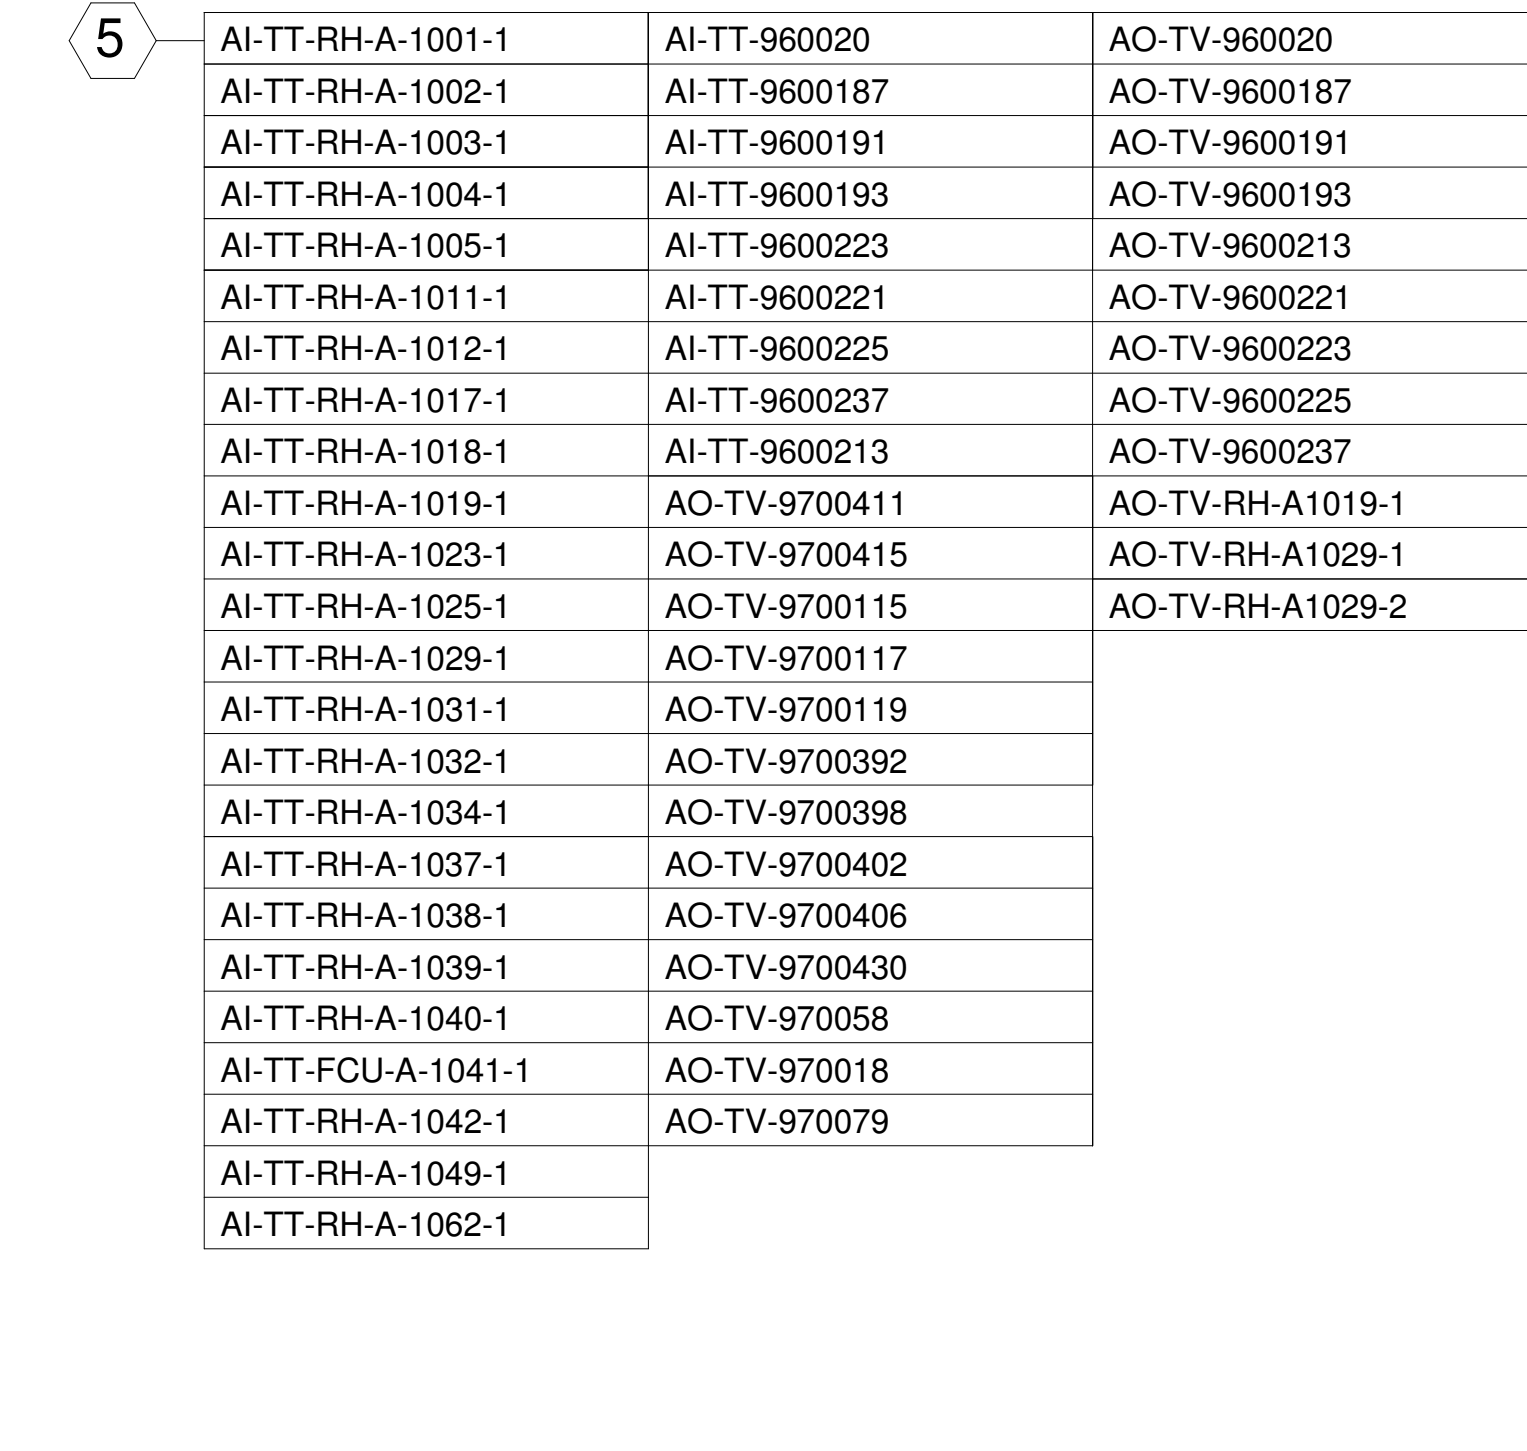 5
AI-TT-RH-A-1001-1 AI-TT-960020 AO-TV-960020
AI-TT-RH-A-1002-1 AI-TT-9600187 AO-TV-9600187
AI-TT-RH-A-1003-1 AI-TT-9600191 AO-TV-9600191
AI-TT-RH-A-1004-1 AI-TT-9600193 AO-TV-9600193
AI-TT-RH-A-1005-1 AI-TT-9600223 AO-TV-9600213
AI-TT-RH-A-1011-1 AI-TT-9600221 AO-TV-9600221
AI-TT-RH-A-1012-1 AI-TT-9600225 AO-TV-9600223
AI-TT-RH-A-1017-1 AI-TT-9600237 AO-TV-9600225
AI-TT-RH-A-1018-1 AI-TT-9600213 AO-TV-9600237
AI-TT-RH-A-1019-1 AO-TV-9700411 AO-TV-RH-A1019-1
AI-TT-RH-A-1023-1 AO-TV-9700415 AO-TV-RH-A1029-1
AI-TT-RH-A-1025-1 AO-TV-9700115 AO-TV-RH-A1029-2
AI-TT-RH-A-1029-1 AO-TV-9700117
AI-TT-RH-A-1031-1 AO-TV-9700119
AI-TT-RH-A-1032-1 AO-TV-9700392
AI-TT-RH-A-1034-1 AO-TV-9700398
AI-TT-RH-A-1037-1 AO-TV-9700402
AI-TT-RH-A-1038-1 AO-TV-9700406
AI-TT-RH-A-1039-1 AO-TV-9700430
AI-TT-RH-A-1040-1 AO-TV-970058
AI-TT-FCU-A-1041-1 AO-TV-970018
AI-TT-RH-A-1042-1 AO-TV-970079
AI-TT-RH-A-1049-1
AI-TT-RH-A-1062-1